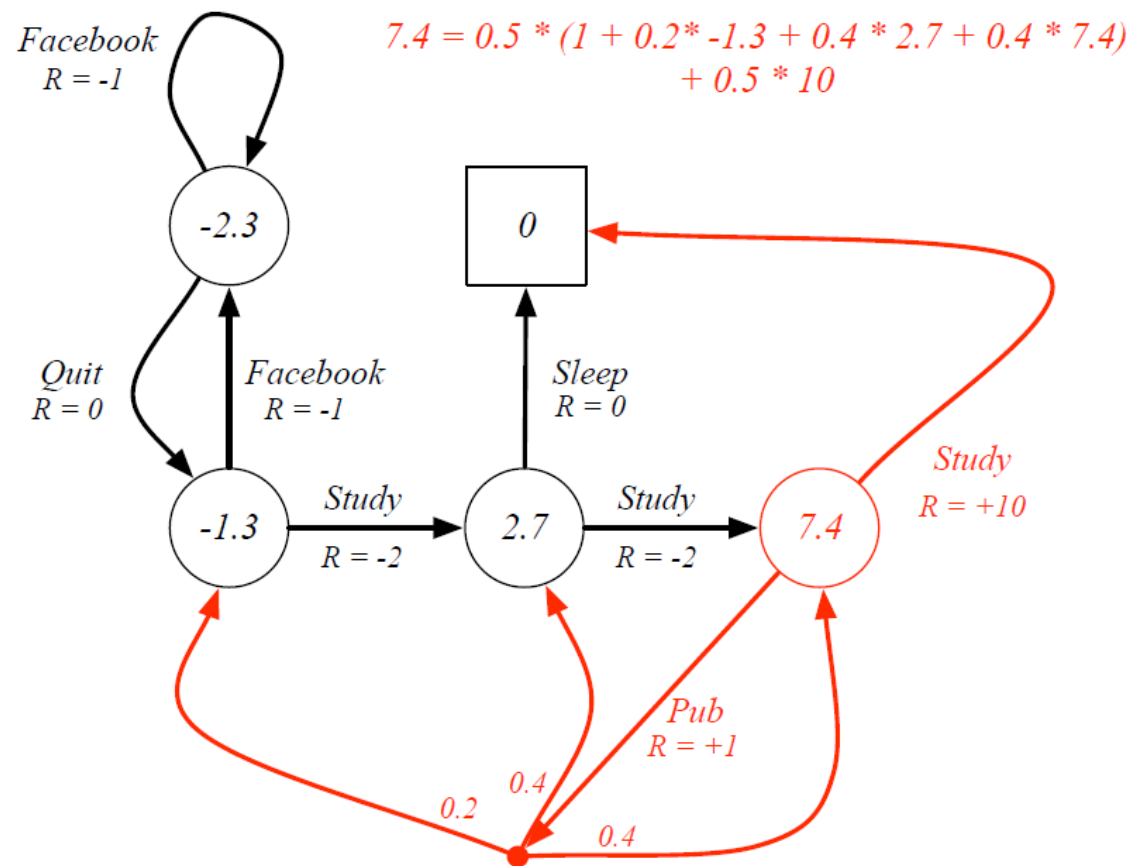 Facebook
R = -1
7.4 = 0.5 * (1 + 0.2* -1.3 + 0.4 * 2.7 + 0.4 * 7.4)
+ 0.5 * 10
-2.3
0
Quit
R = 0
Facebook
R = -1
Sleep
R = 0
Study
R = +10
-1.3
Study
R = -2
2.7
Study
R = -2
7.4
Pub
R = +1
0.2
0.4
0.4